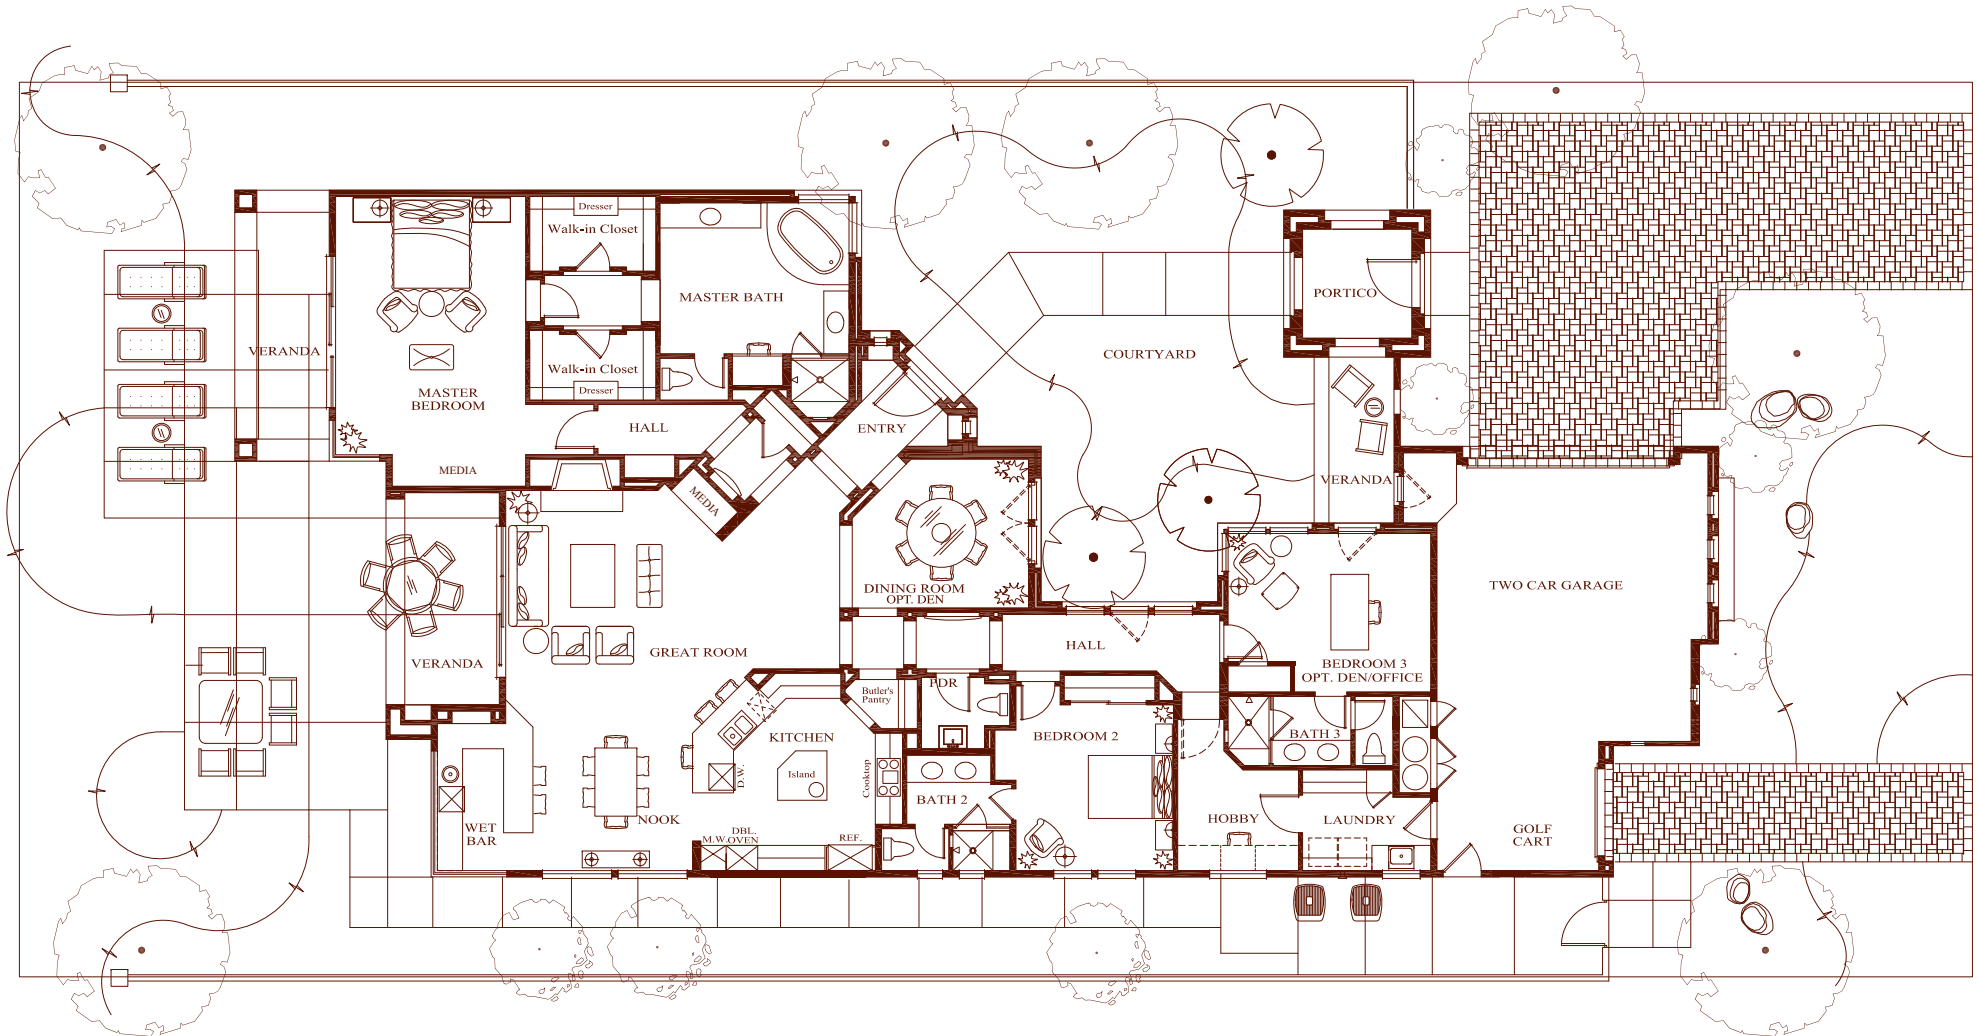 Dresser
Walk-in Closet
MASTER BATH
PORTICO
VERANDA
COURTYARD
Walk-in Closet
Dresser
MASTER
BEDROOM
HALL
ENTRY
MEDIA
MEDIA
VERANDA
DINING ROOM
OPT. DEN
TWO CAR GARAGE
GREAT ROOM
HALL
VERANDA
BEDROOM 3
OPT. DEN/OFFICE
PDR
Butler's
Pantry
KITCHEN
BEDROOM 2
BATH 3
Island
D.W.
Cooktop
BATH 2
NOOK
HOBBY
LAUNDRY
WET
BAR
DBL.
M.W. OVEN
REF.
GOLF
CART